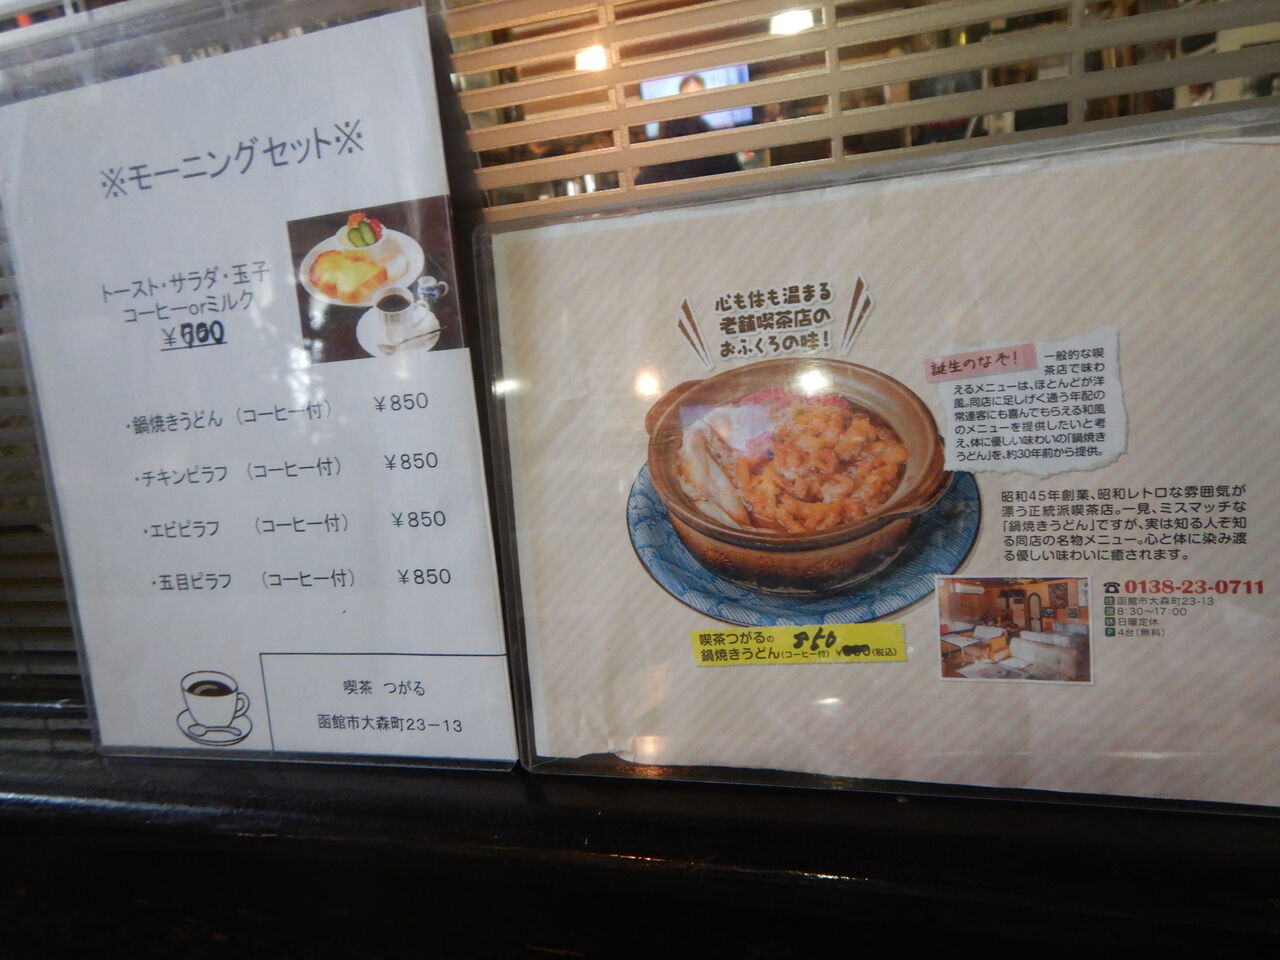 ※モーニングセット※
トースト・サラダ・玉子
コーヒーorミルク
・鍋焼きうどん （コーヒー付） ￥850
・チキンピラフ （コーヒー付） ￥850
・エビピラフ （コーヒー付） ￥850
・五目ピラフ （コーヒー付） ￥850
喫茶 つがる
函館市大森町23－13
心も体も温まる
老舗喫茶店の
おふくろの味！
誕生のなぞ！
一般的な喫
茶店で味わ
えるメニューは、ほとんどが洋
風。同店に足しげく通う年配の
常連客にも喜んでもらえる和風
のメニューを提供したいと考
え、体に優しい味わいの「鍋焼き
うどん」を、約30年前から提供。
昭和45年創業、昭和レトロな雰囲気が
漂う正統派喫茶店。一見、ミスマッチな
「鍋焼きうどん」ですが、実は知る人ぞ知
る同店の名物メニュー。心と体に染み渡
る優しい味わいに癒されます。
☎0138-23-0711
住函館市大森町23-13
営8:30～17:00
休日曜定休
P4台（無料）
喫茶つがるの
850
鍋焼きうどん（コーヒー付） （税込）